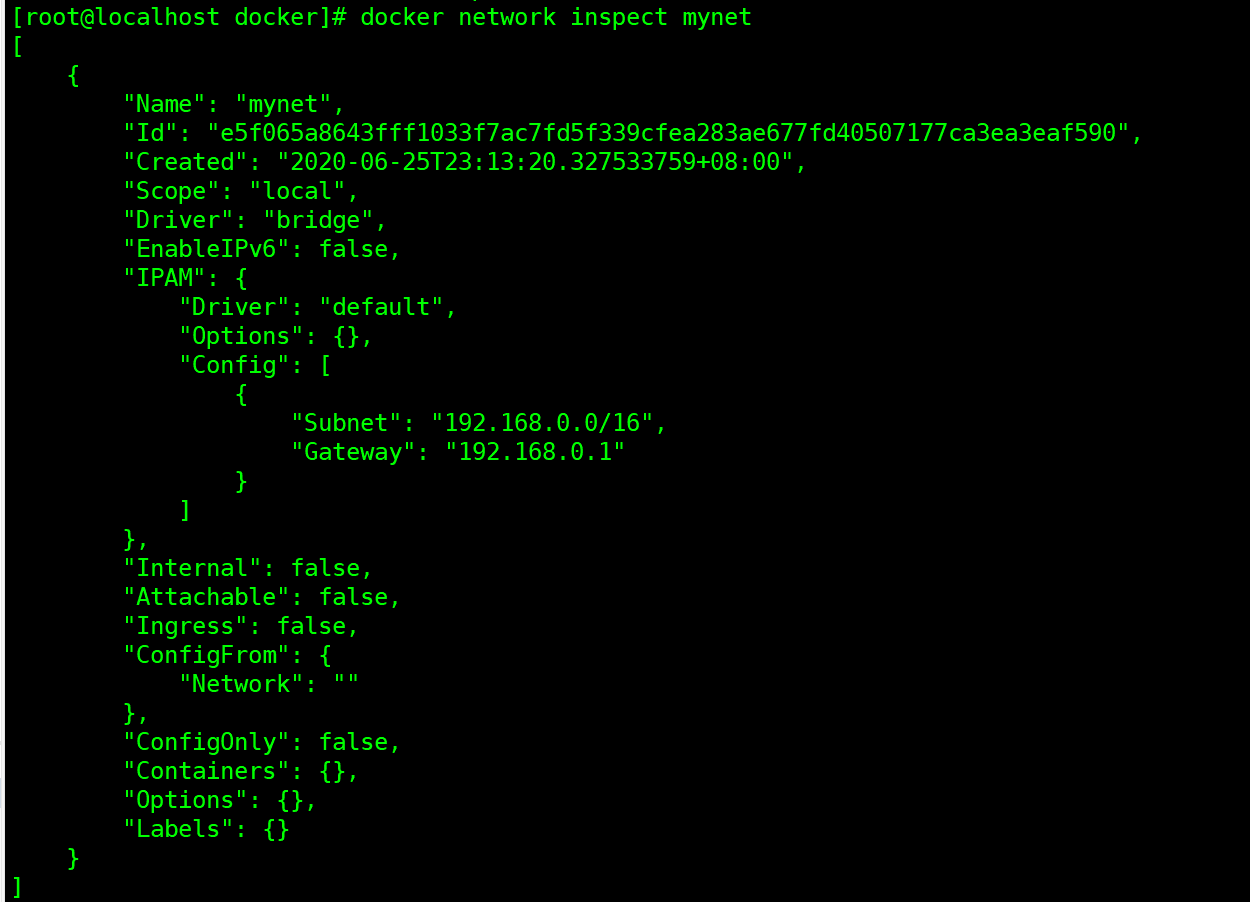 [root@localhost docker]# docker network inspect mynet
[
    {
        "Name": "mynet",
        "Id": "e5f065a8643fff1033f7ac7fd5f339cfea283ae677fd40507177ca3ea3eaf590",
        "Created": "2020-06-25T23:13:20.327533759+08:00",
        "Scope": "local",
        "Driver": "bridge",
        "EnableIPv6": false,
        "IPAM": {
            "Driver": "default",
            "Options": {},
            "Config": [
                {
                    "Subnet": "192.168.0.0/16",
                    "Gateway": "192.168.0.1"
                }
            ]
        },
        "Internal": false,
        "Attachable": false,
        "Ingress": false,
        "ConfigFrom": {
            "Network": ""
        },
        "ConfigOnly": false,
        "Containers": {},
        "Options": {},
        "Labels": {}
    }
]